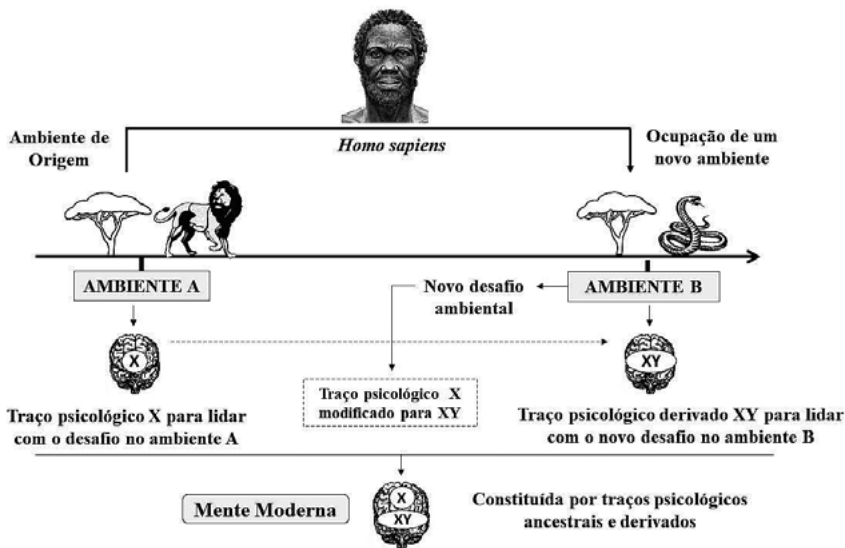 Ambiente de
Origem
Homo sapiens
Ocupação de um
novo ambiente
AMBIENTE A
Novo desafio
ambiental
AMBIENTE B
X
XY
Traço psicológico X para lidar
com o desafio no ambiente A
Traço psicológico X
modificado para XY
Traço psicológico derivado XY para lidar
com o novo desafio no ambiente B
Mente Moderna
X
XY
Constituída por traços psicológicos
ancestrais e derivados